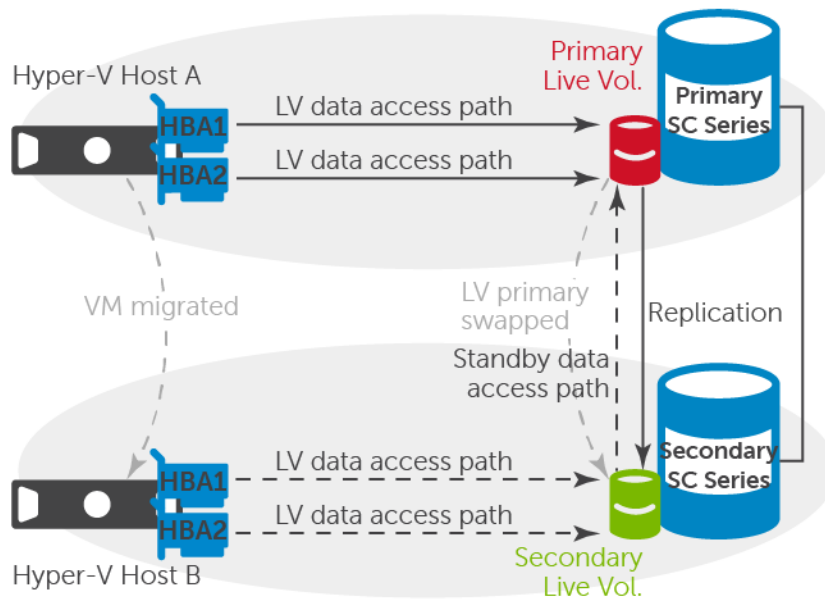 Hyper-V Host A
HBA1
HBA2
LV data access path
LV data access path
Primary
Live Vol.
Primary
SC Series
VM migrated
LV primary
swapped
Standby data
access path
Replication
HBA1
HBA2
LV data access path
LV data access path
Secondary
SC Series
Hyper-V Host B
Secondary
Live Vol.